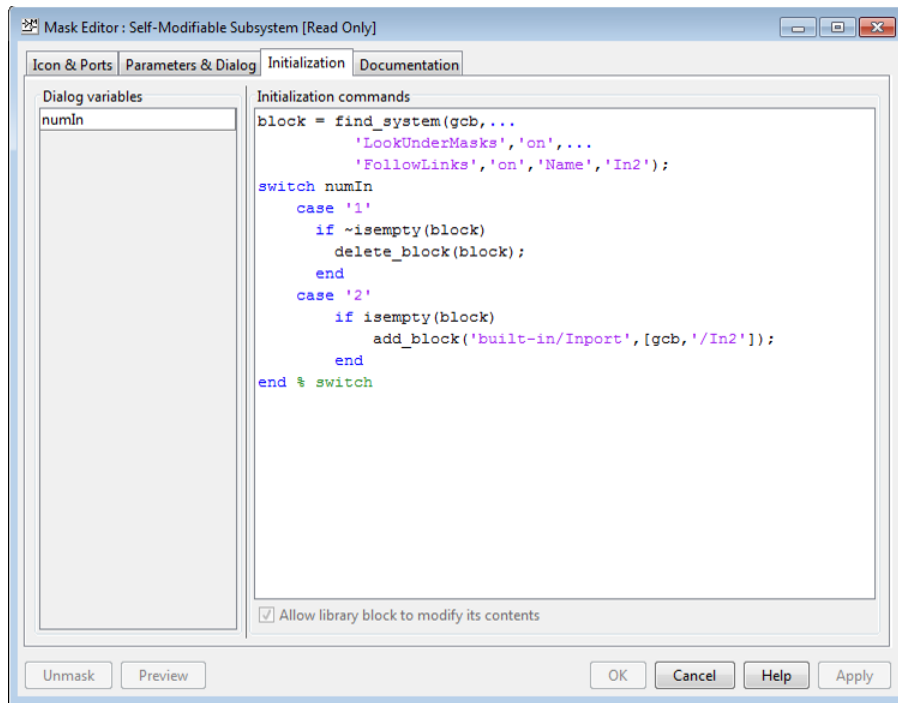 Mask Editor : Self-Modifiable Subsystem [Read Only]
Icon & Ports Parameters & Dialog Initialization Documentation
Dialog variables
numIn
Initialization commands
block = find_system(gcb,...
'LookUnderMasks','on',...
'FollowLinks','on','Name','In2');
switch numIn
case '1'
if ~isempty(block)
delete_block(block);
end
case '2'
if isempty(block)
add_block('built-in/Inport',[gcb,'/In2']);
end
end % switch
Allow library block to modify its contents
Unmask Preview OK Cancel Help Apply